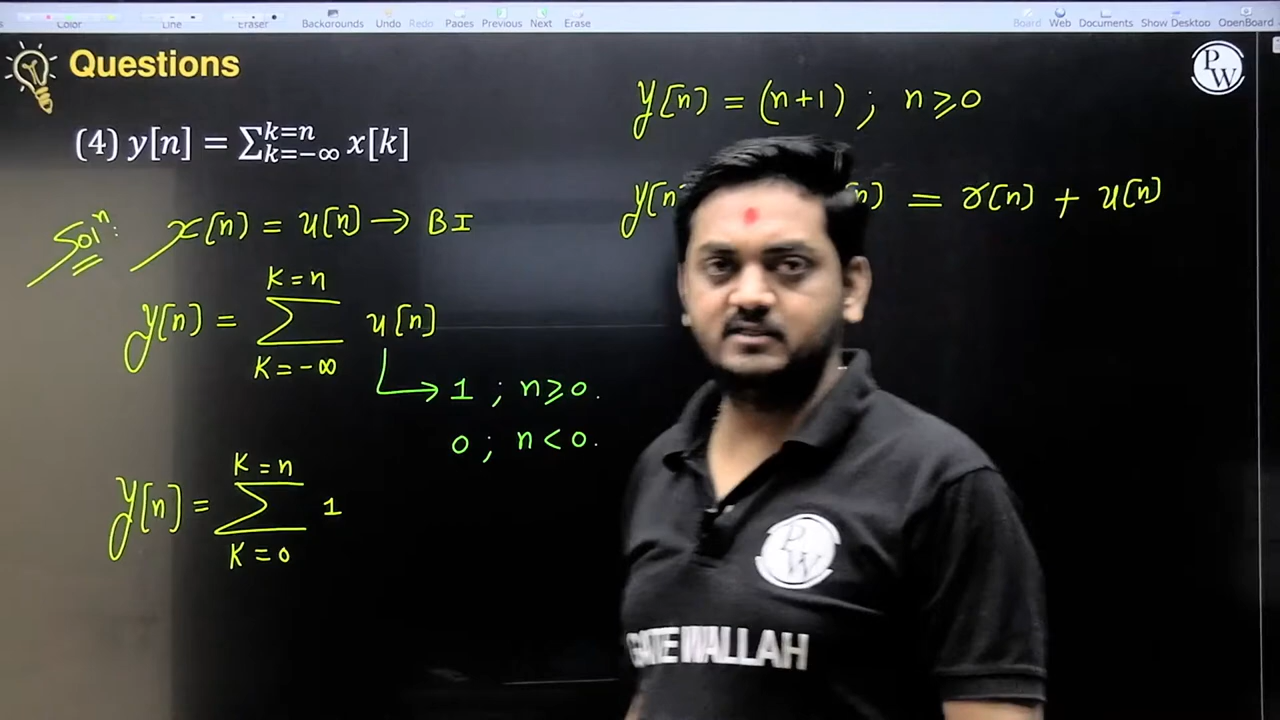 Color Line Eraser Backgrounds Undo Redo Pages Previous Next Erase Board Web Documents Show Desktop OpenBoard
Questions
(4) y[n] = ∑_{k=-∞}^{k=n} x[k]
Solⁿ: x[n] = u[n] → BI
y[n] = ∑_{K=-∞}^{K=n} u[n]
→ 1 ; n≥0.
0 ; n<0.
y[n] = ∑_{K=0}^{K=n} 1
y[n] = (n+1) ; n≥0
y[n] = r[n] + u[n]
PW
PW
GATE WALLAH